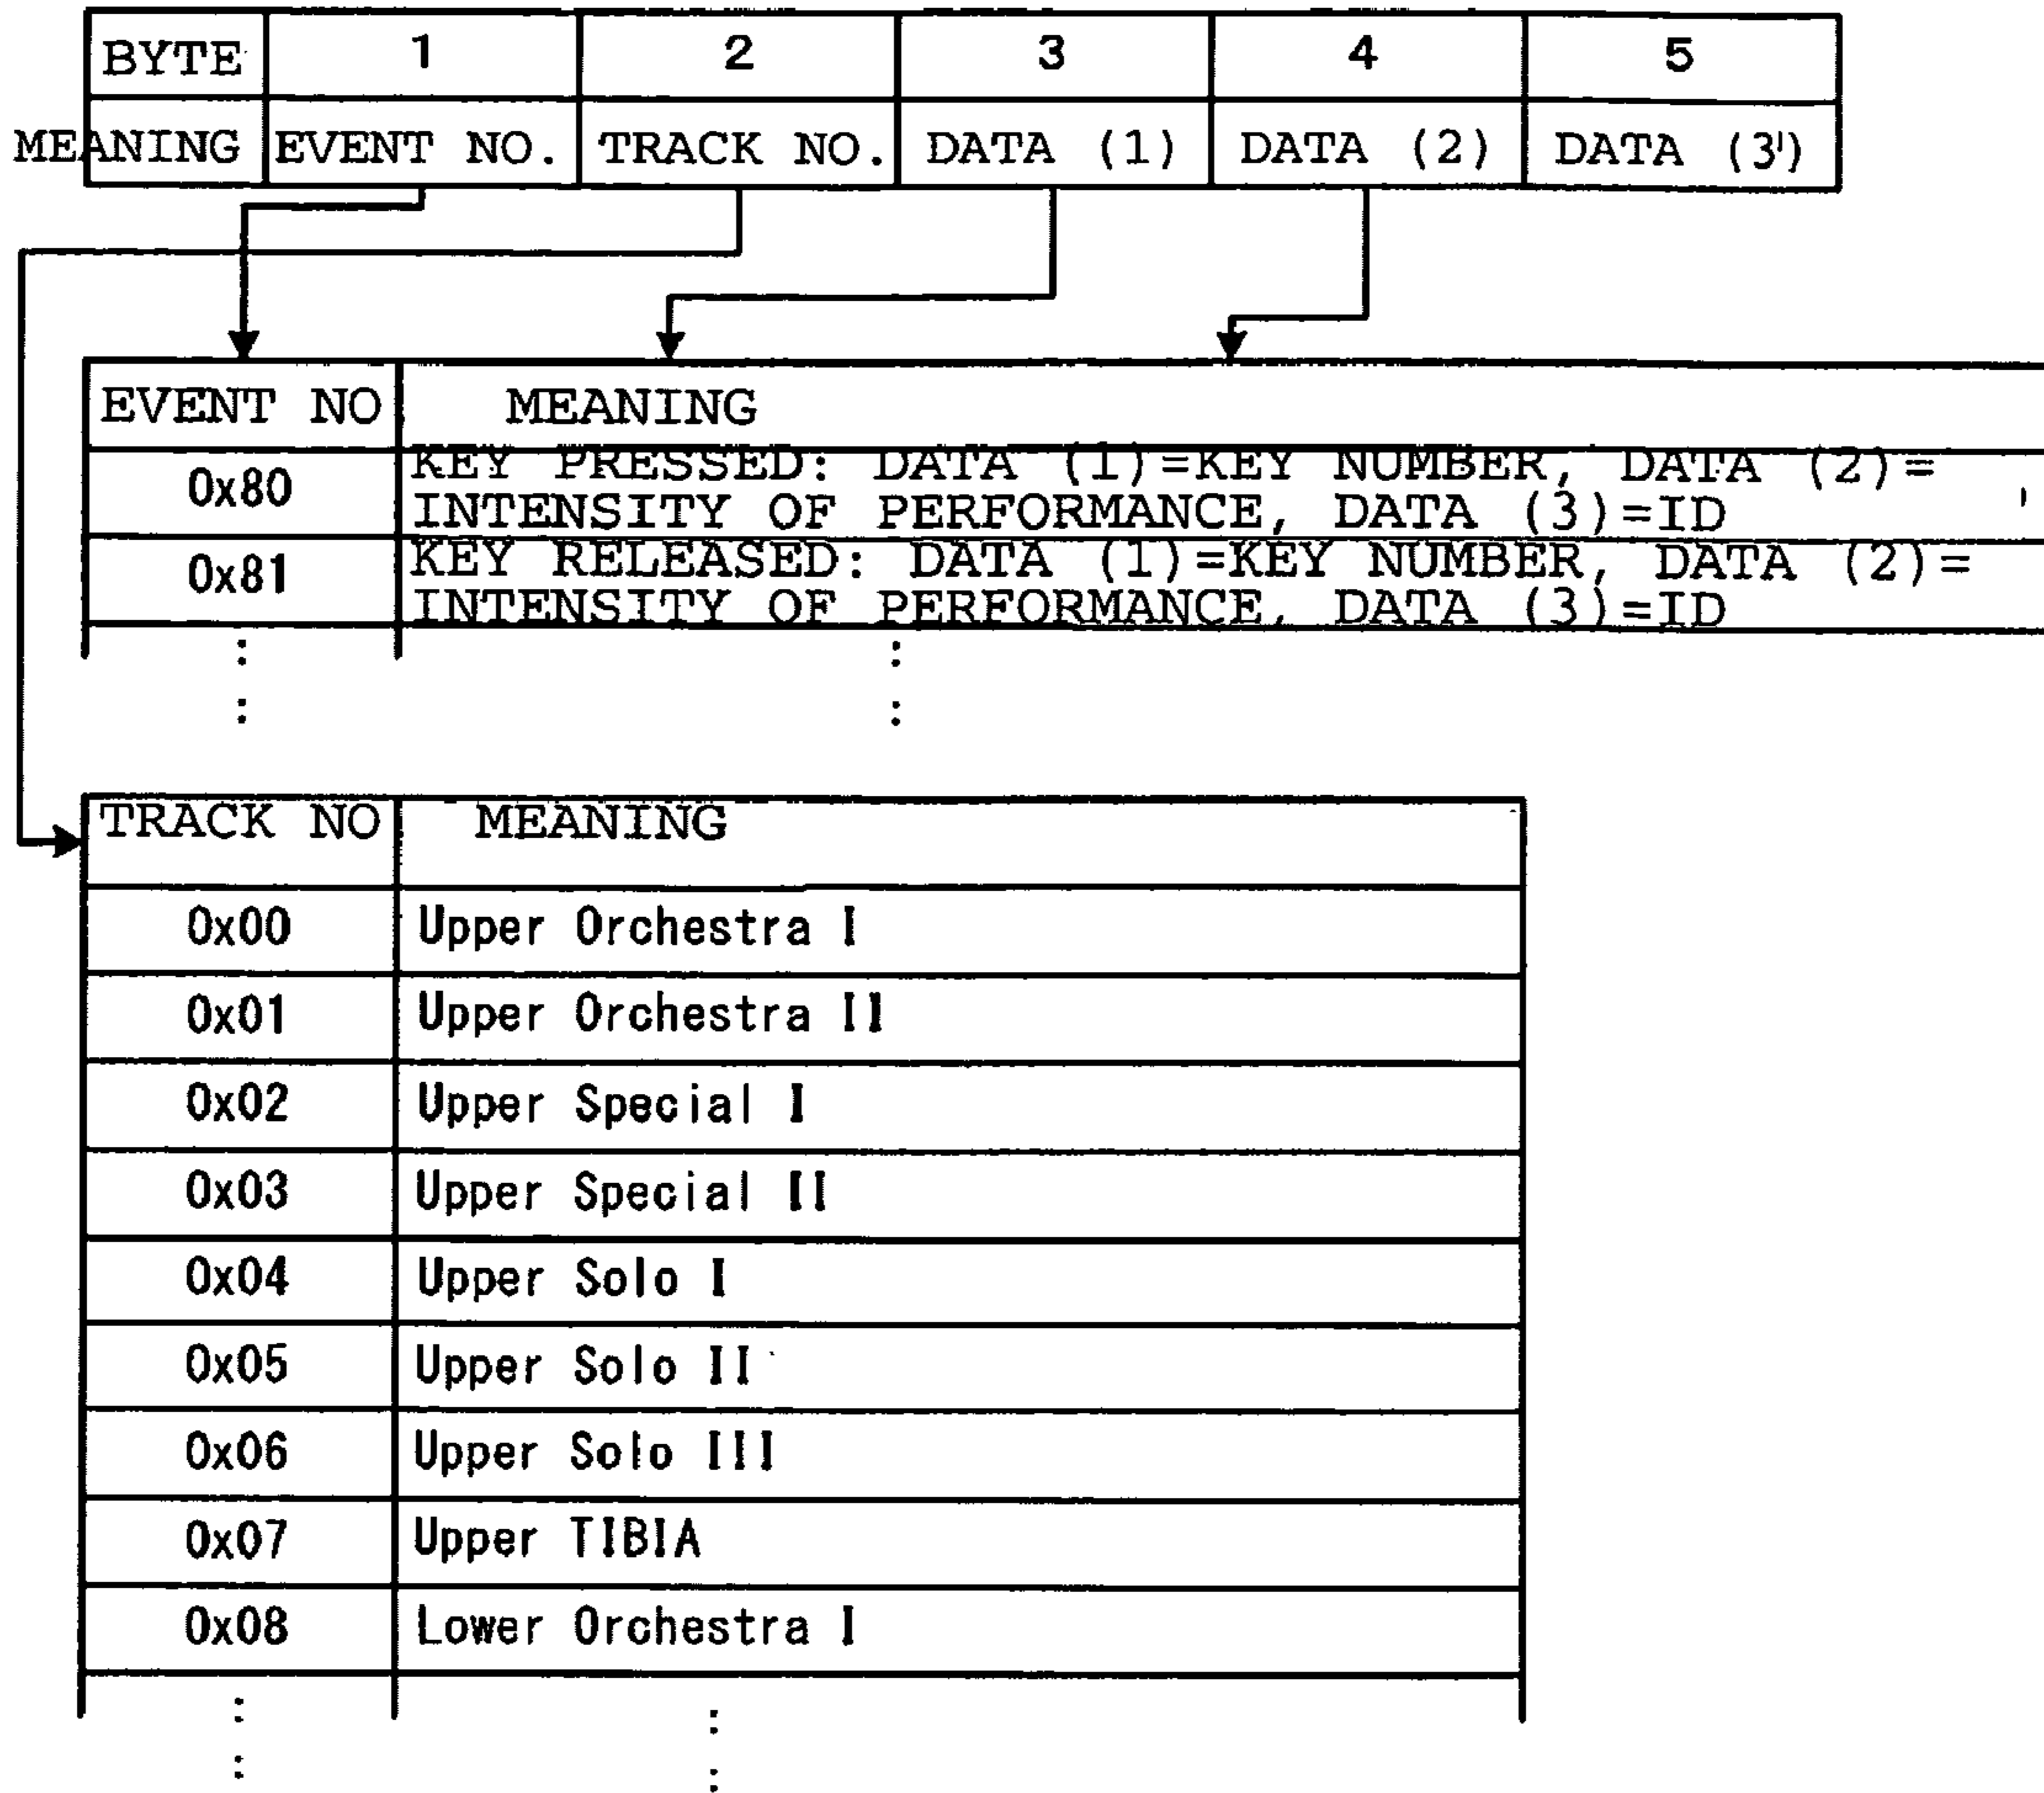 BYTE 1 2 3 4 5
MEANING EVENT NO. TRACK NO. DATA (1) DATA (2) DATA (3)
EVENT NO MEANING
0x80 KEY PRESSED: DATA (1)=KEY NUMBER, DATA (2)=
INTENSITY OF PERFORMANCE, DATA (3)=ID
0x81 KEY RELEASED: DATA (1)=KEY NUMBER, DATA (2)=
INTENSITY OF PERFORMANCE, DATA (3)=ID
TRACK NO MEANING
0x00 Upper Orchestra I
0x01 Upper Orchestra II
0x02 Upper Special I
0x03 Upper Special II
0x04 Upper Solo I
0x05 Upper Solo II
0x06 Upper Solo III
0x07 Upper TIBIA
0x08 Lower Orchestra I